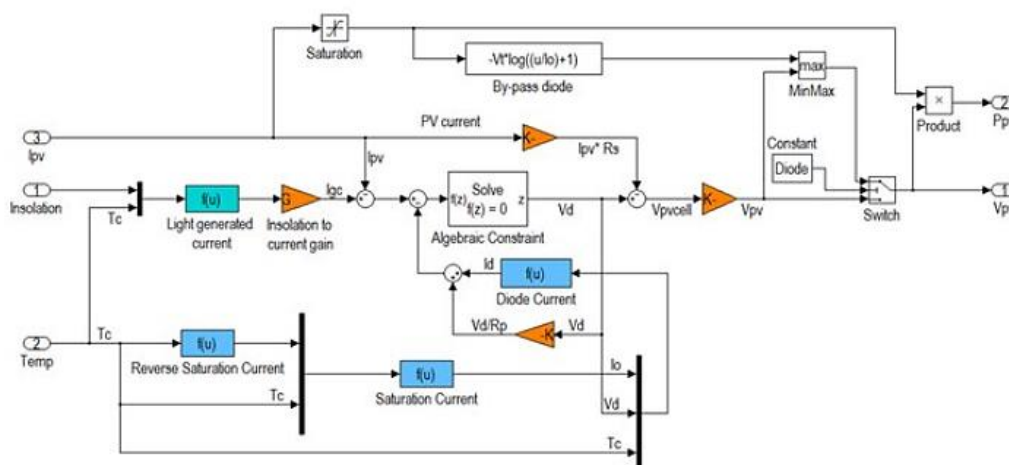 Saturation
-Vt*log((u/Io)+1)
By-pass diode
max
MinMax
×
Product
2
Pp
3
Ipv
PV current
K-
Ipv* Rs
Ipv
Constant
Diode
1
Insolation
Tc
f(u)
Light generated
current
G
Insolation to
current gain
Igc
Solve
f(z)
f(z) = 0
z
Algebraic Constraint
Vd
Vpvcell
K-
Vpv
Switch
1
Vp
Id
f(u)
Diode Current
Vd/Rp
-K
Vd
2
Temp
Tc
f(u)
Reverse Saturation Current
Tc
f(u)
Saturation Current
Io
Vd
Tc